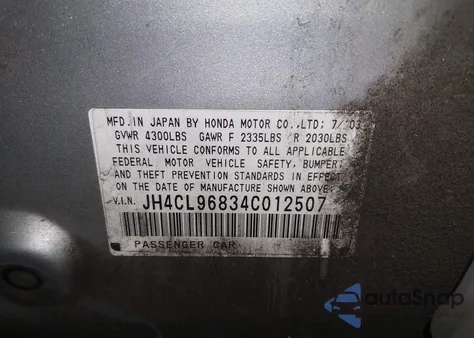 MFD.IN JAPAN BY HONDA MOTOR CO.,LTD; 7/03
GVWR 4300LBS GAWR F 2335LBS R 2030LBS
THIS VEHICLE CONFORMS TO ALL APPLICABLE
FEDERAL MOTOR VEHICLE SAFETY, BUMPER,
AND THEFT PREVENTION STANDARDS IN EFFECT
ON THE DATE OF MANUFACTURE SHOWN ABOVE.
V.I.N. JH4CL96834C012507
PASSENGER CAR
autoSnap